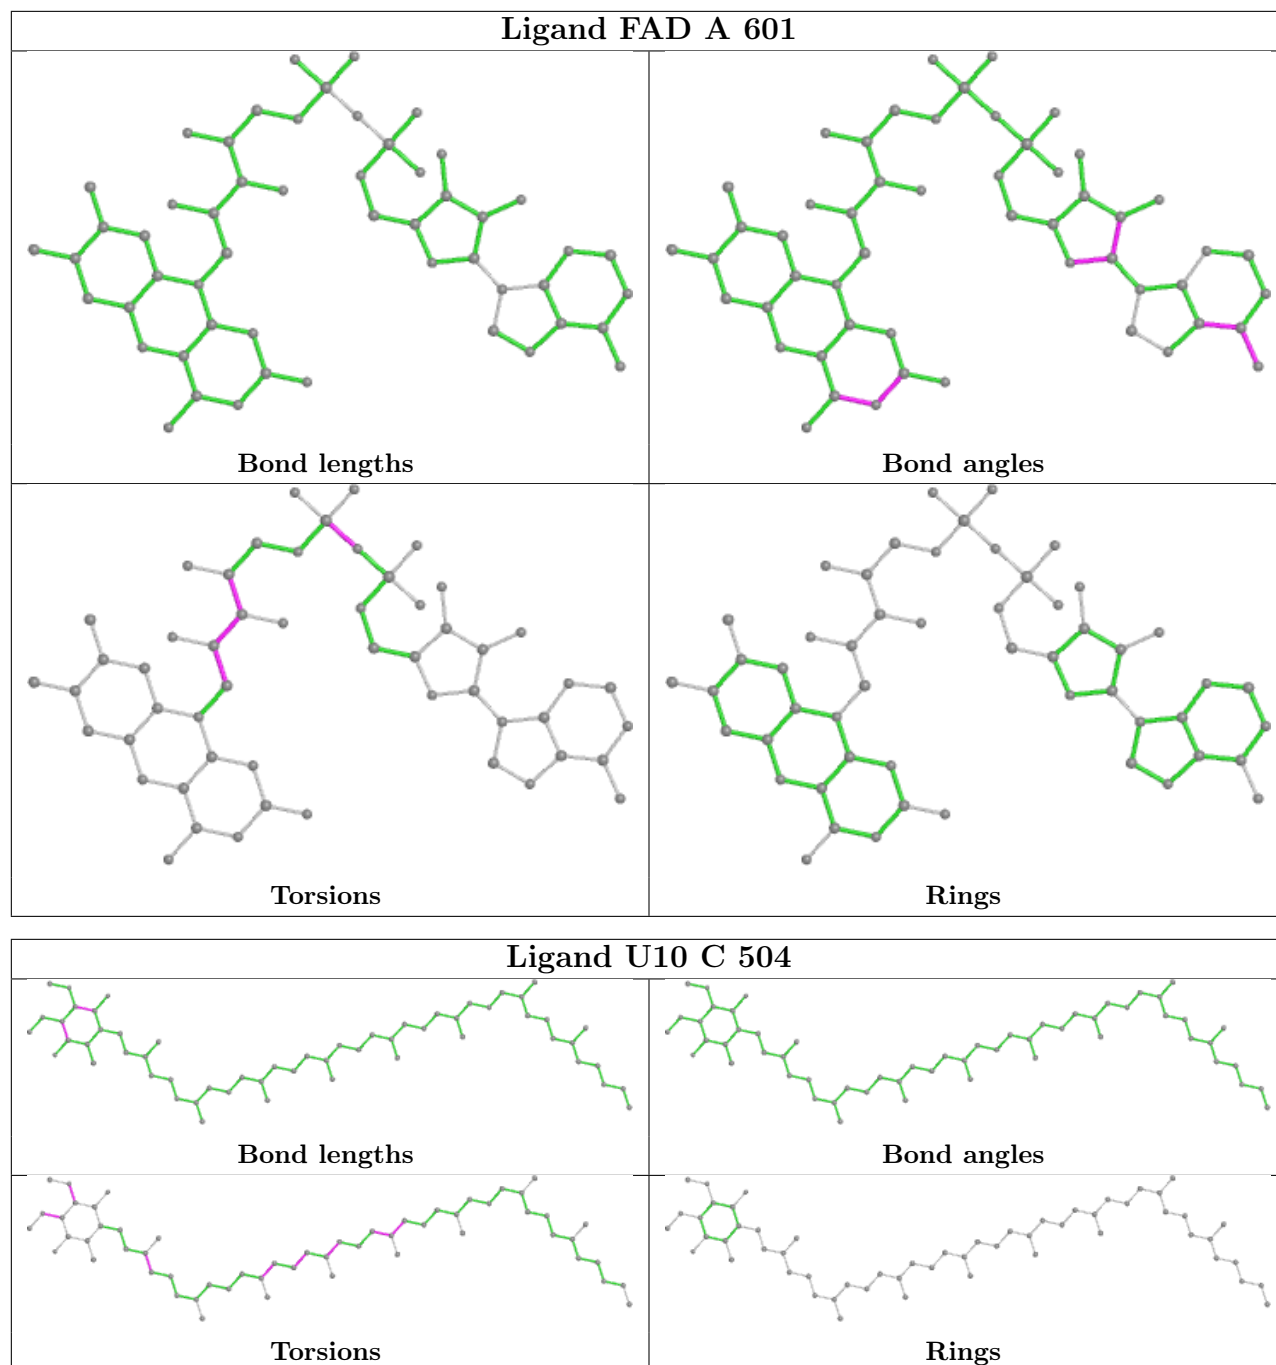 Ligand FAD A 601
Bond lengths
Bond angles
Torsions
Rings
Ligand U10 C 504
Bond lengths
Bond angles
Torsions
Rings